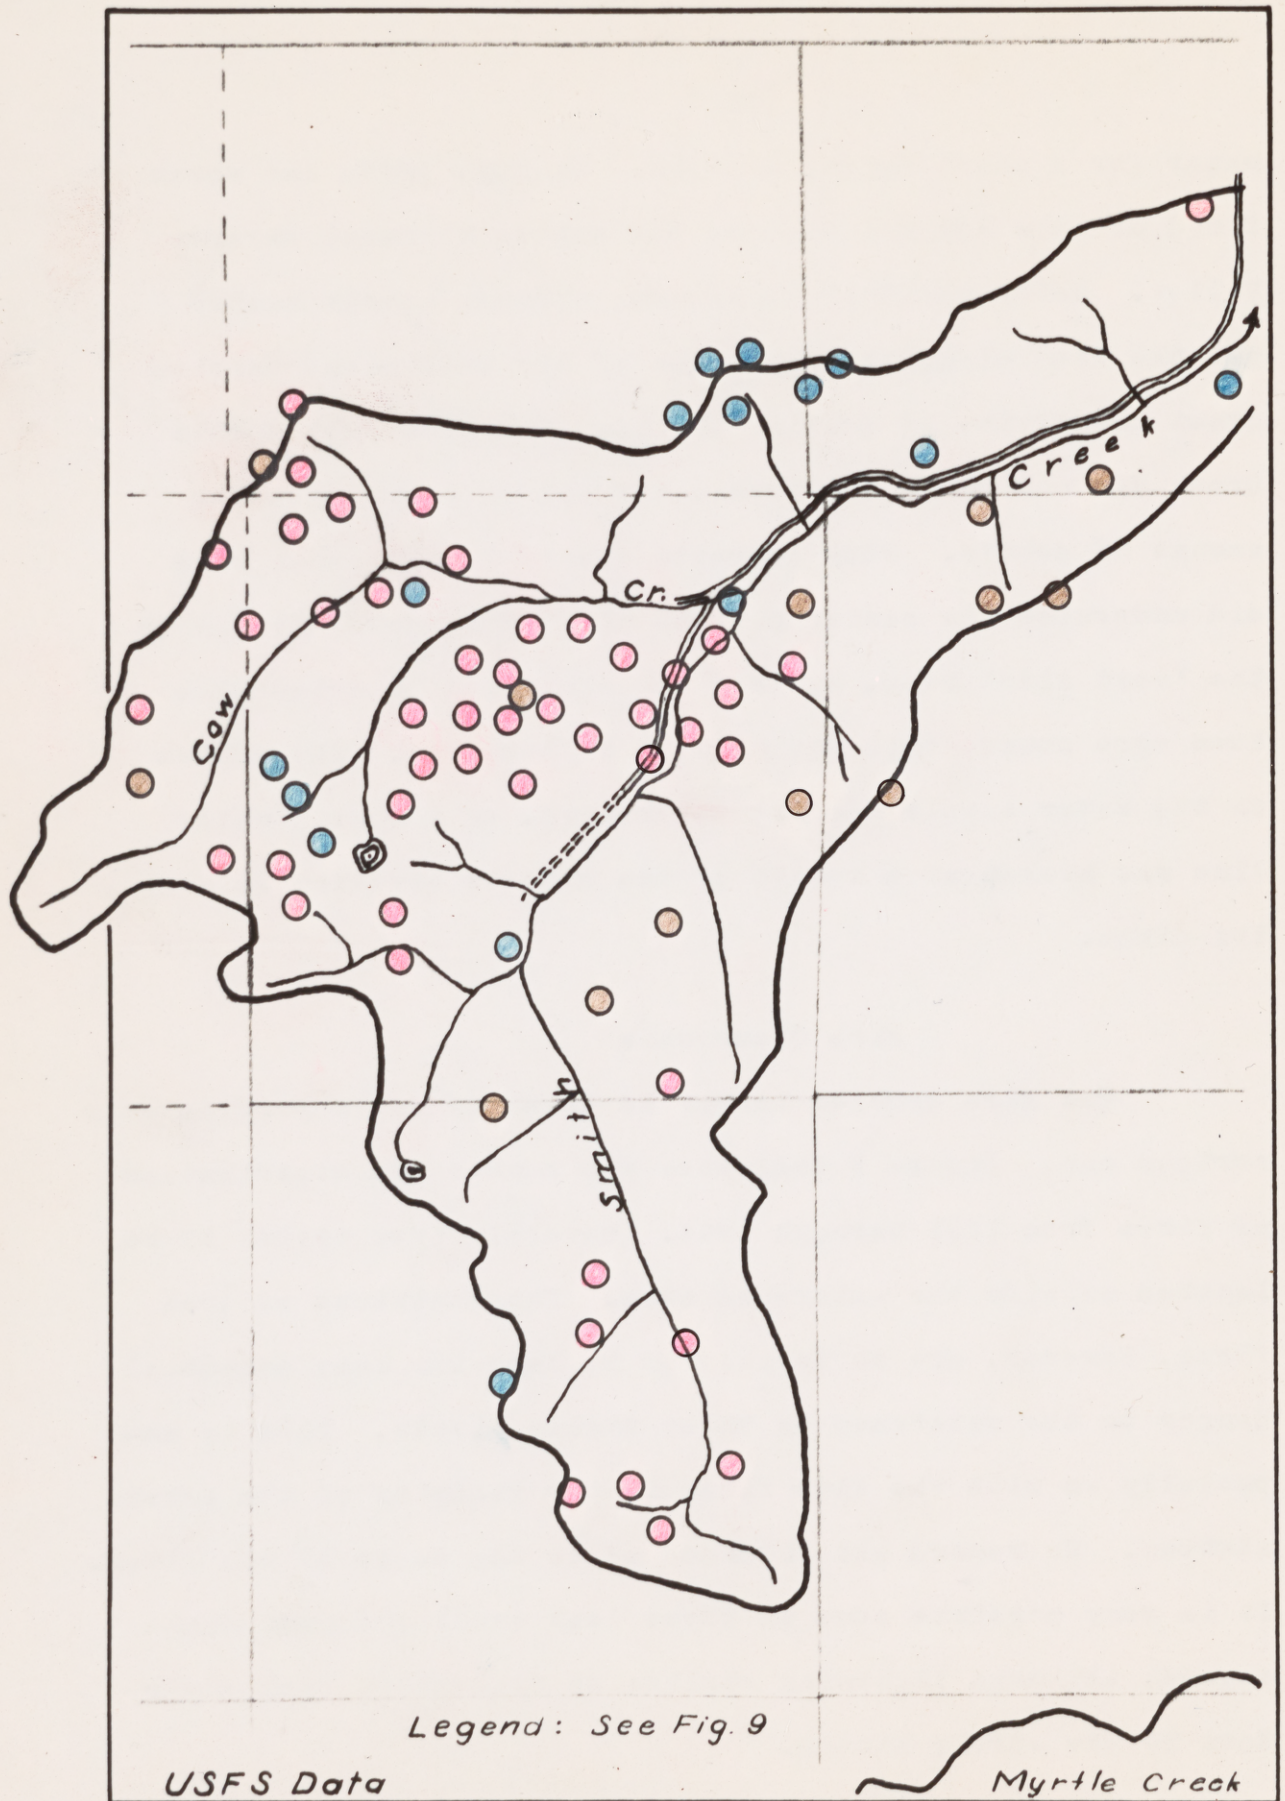 Creek
Cr.
Cow
Smith
Legend: See Fig. 9
USFS Data
Myrtle Creek